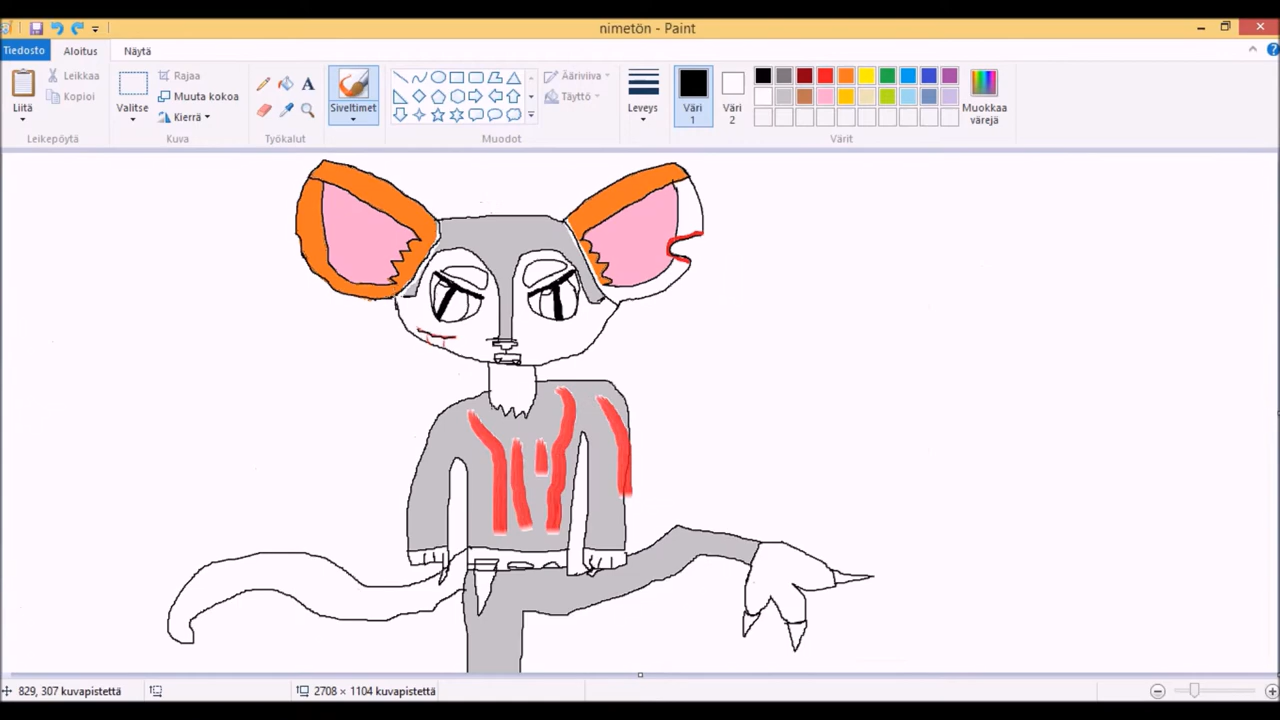 nimetön - Paint
Tiedosto Aloitus Näytä
Liitä
Leikkaa
Kopioi
Leikepöytä
Valitse
Rajaa
Muuta kokoa
Kierrä
Kuva
A
Työkalut
Siveltimet
Ääriviiva
Täyttö
Muodot
Leveys
Väri
1
Väri
2
Muokkaa
värejä
Värit
829, 307 kuvapistettä
2708 × 1104 kuvapistettä